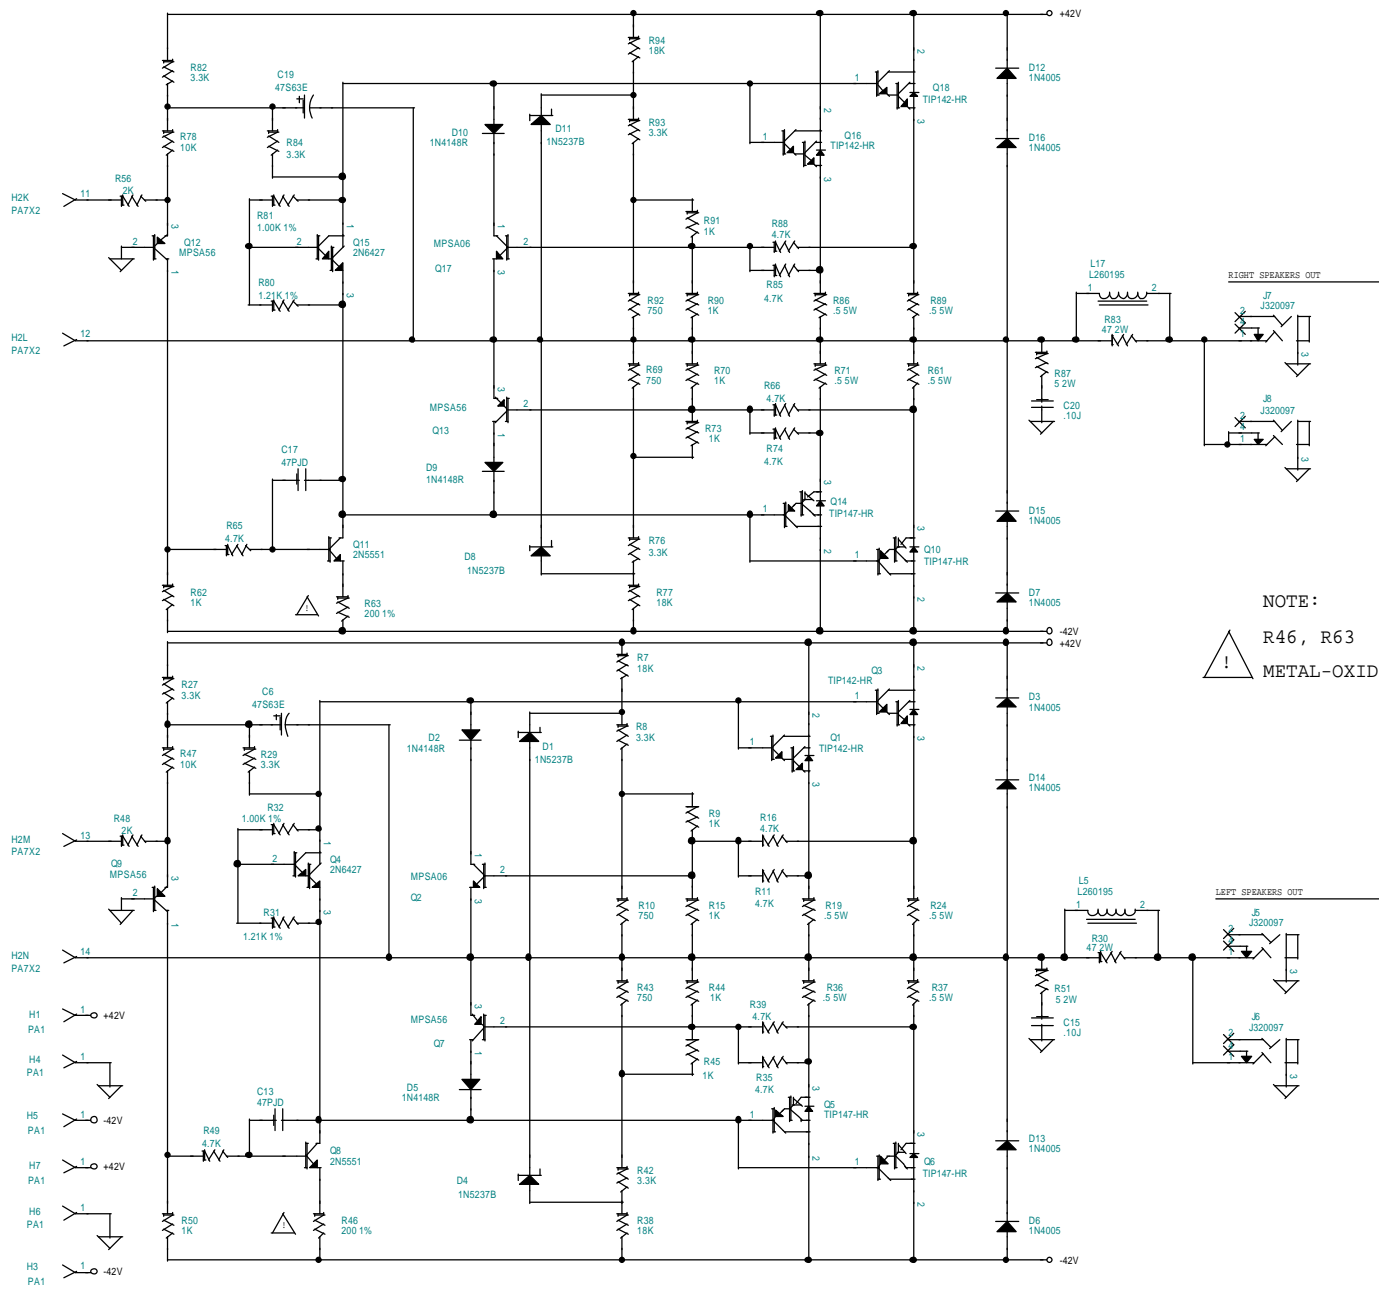 +42V
R94
18K
R82
3.3K
C19
47S63E
D12
1N4005
Q18
TIP142-HR
D10
1N4148R
D11
1N5237B
R93
3.3K
R78
10K
R84
3.3K
Q16
TIP142-HR
D16
1N4005
R56
2K
H2K
PA7X2
11
R81
1.00K 1%
R91
1K
R88
4.7K
Q12
MPSA56
Q15
2N6427
MPSA06
Q17
R85
4.7K
R80
1.21K 1%
R92
750
R90
1K
R86
.5 5W
R89
.5 5W
L17
L260195
RIGHT SPEAKERS OUT
J7
J320097
R83
47 2W
H2L
PA7X2
12
R69
750
R70
1K
R71
.5 5W
R61
.5 5W
R87
5 2W
R66
4.7K
MPSA56
Q13
R73
1K
C20
.10J
J8
J320097
R74
4.7K
C17
47PJD
D9
1N4148R
Q14
TIP147-HR
D15
1N4005
R65
4.7K
Q11
2N5551
D8
1N5237B
R76
3.3K
Q10
TIP147-HR
R62
1K
R63
200 1%
R77
18K
D7
1N4005
!
NOTE:
R46, R63
!
METAL-OXID
-42V
+42V
R7
18K
Q3
TIP142-HR
R27
3.3K
C6
47S63E
D3
1N4005
D2
1N4148R
D1
1N5237B
R8
3.3K
Q1
TIP142-HR
R47
10K
R29
3.3K
D14
1N4005
R32
1.00K 1%
R9
1K
R16
4.7K
R48
2K
H2M
PA7X2
13
Q9
MPSA56
Q4
2N6427
MPSA06
Q2
R11
4.7K
L5
L260195
LEFT SPEAKERS OUT
R31
1.21K 1%
R10
750
R15
1K
R19
.5 5W
R24
.5 5W
J5
J320097
R30
47 2W
H2N
PA7X2
14
R43
750
R44
1K
R36
.5 5W
R37
.5 5W
R51
5 2W
R39
4.7K
MPSA56
Q7
C15
.10J
J6
J320097
H1
PA1
1
+42V
H4
PA1
1
R45
1K
R35
4.7K
C13
47PJD
D5
1N4148R
Q5
TIP147-HR
H5
PA1
1
-42V
R49
4.7K
Q8
2N5551
D13
1N4005
H7
PA1
1
+42V
D4
1N5237B
R42
3.3K
Q6
TIP147-HR
H6
PA1
1
R50
1K
!
R46
200 1%
R38
18K
D6
1N4005
-42V
H3
PA1
1
-42V